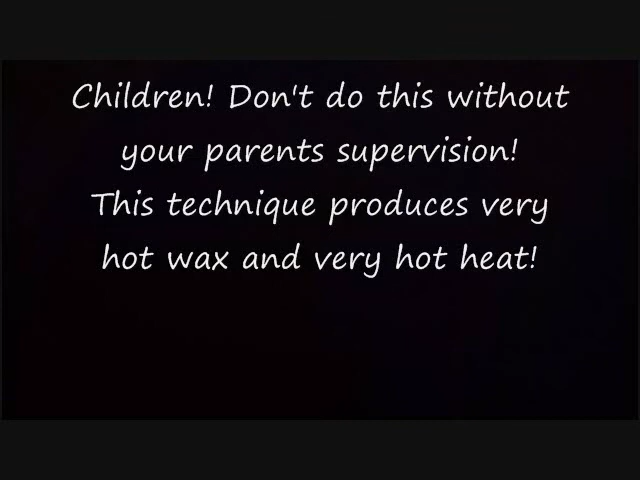 Children! Don't do this without
your parents supervision!
This technique produces very
hot wax and very hot heat!